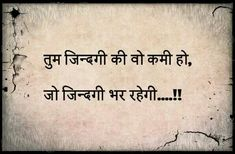 तुम जिन्दगी की वो कमी हो,
जो जिन्दगी भर रहेगी....!!